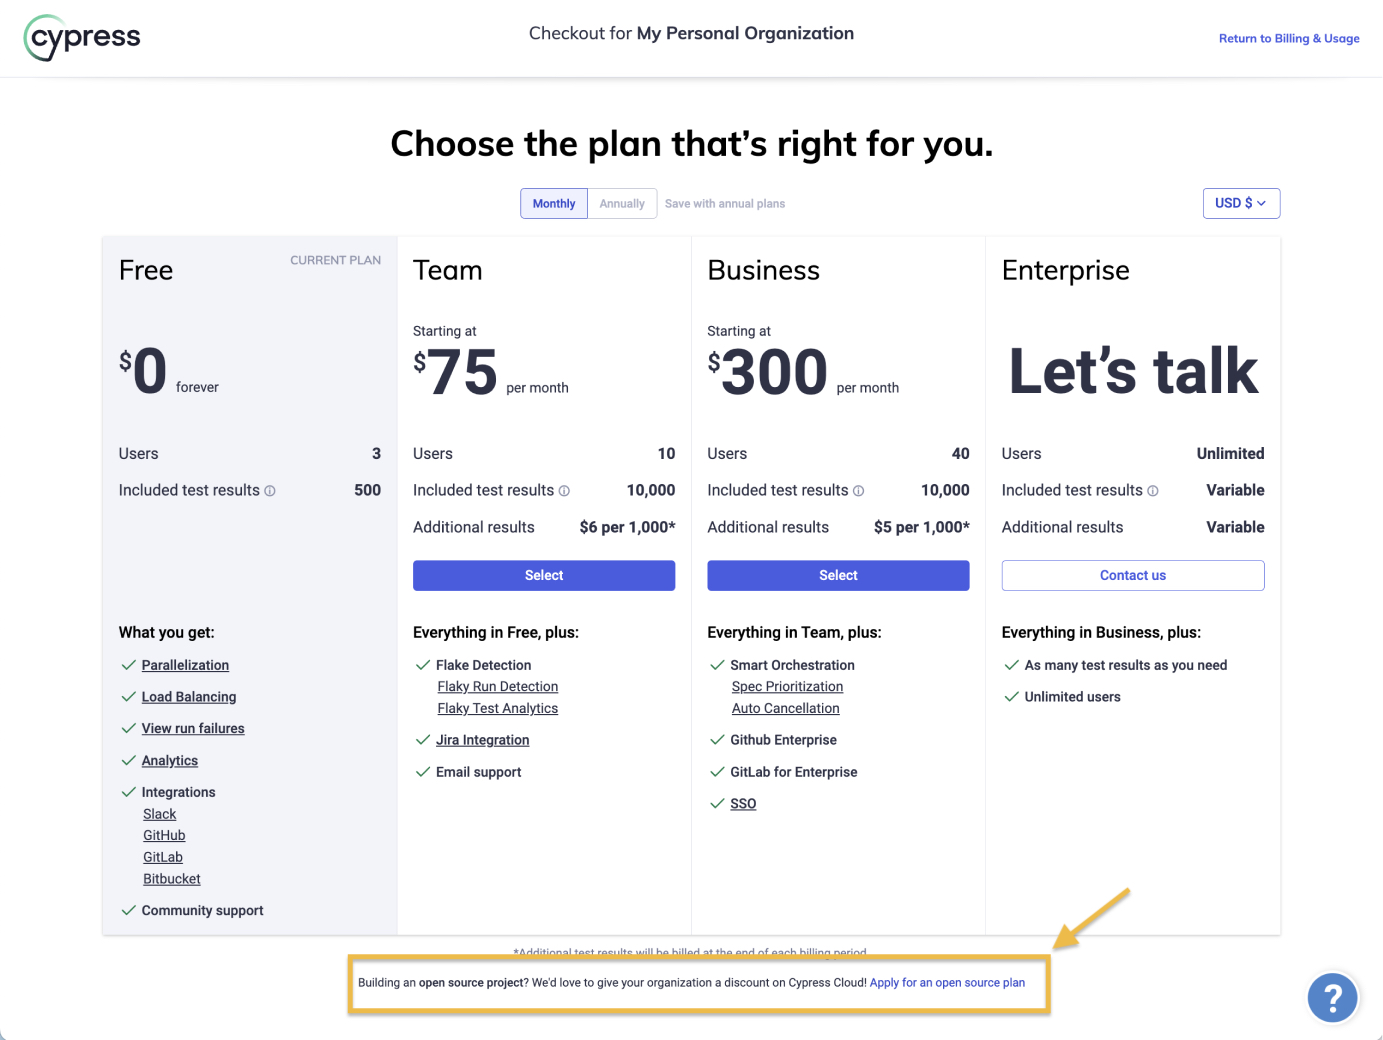 cypress
Checkout for My Personal Organization
Return to Billing & Usage
Choose the plan that's right for you.
Monthly
Annually
Save with annual plans
USD $
Free
CURRENT PLAN
$0 forever
Users 3
Included test results 500
What you get:
Parallelization
Load Balancing
View run failures
Analytics
Integrations
Slack
GitHub
GitLab
Bitbucket
Community support
Team
Starting at
$75 per month
Users 10
Included test results 10,000
Additional results $6 per 1,000*
Select
Everything in Free, plus:
Flake Detection
Flaky Run Detection
Flaky Test Analytics
Jira Integration
Email support
Business
Starting at
$300 per month
Users 40
Included test results 10,000
Additional results $5 per 1,000*
Select
Everything in Team, plus:
Smart Orchestration
Spec Prioritization
Auto Cancellation
Github Enterprise
GitLab for Enterprise
SSO
Enterprise
Let's talk
Users Unlimited
Included test results Variable
Additional results Variable
Contact us
Everything in Business, plus:
As many test results as you need
Unlimited users
*Additional test results will be billed at the end of each billing period
Building an open source project? We'd love to give your organization a discount on Cypress Cloud! Apply for an open source plan
?